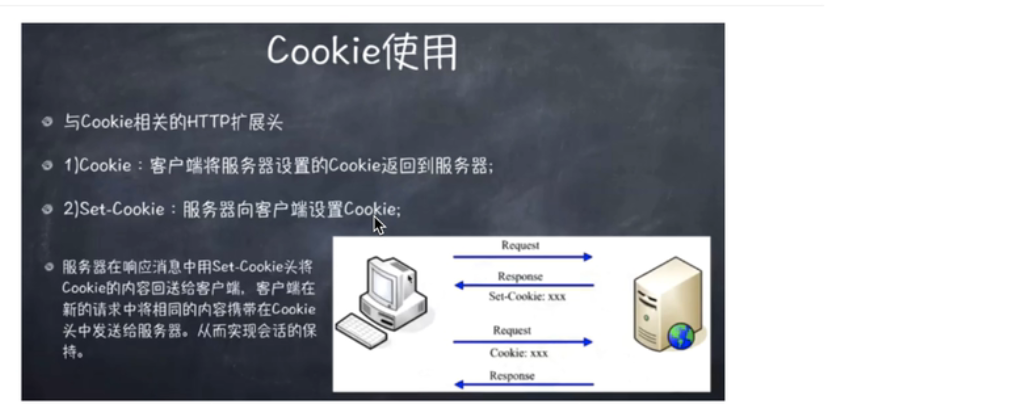 Cookie使用
与Cookie相关的HTTP扩展头
1)Cookie：客户端将服务器设置的Cookie返回到服务器;
2)Set-Cookie：服务器向客户端设置Cookie;
服务器在响应消息中用Set-Cookie头将
Cookie的内容回送给客户端，客户端在
新的请求中将相同的内容携带在Cookie
头中发送给服务器。从而实现会话的保
持。
Request
Response
Set-Cookie: xxx
Request
Cookie: xxx
Response